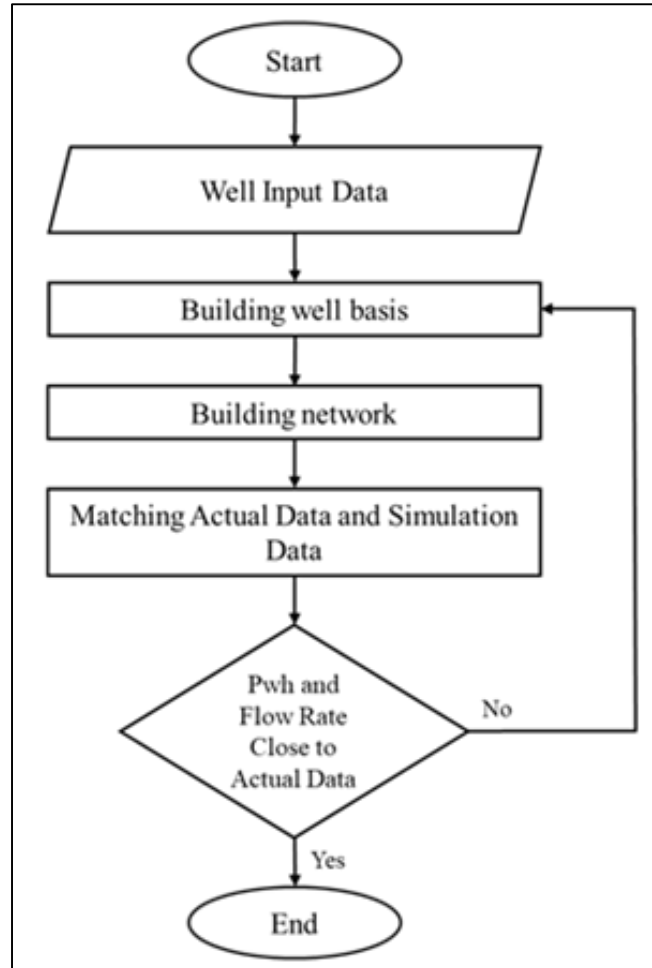 Start
Well Input Data
Building well basis
Building network
Matching Actual Data and Simulation
Data
Pwh and
Flow Rate
Close to
Actual Data
No
Yes
End